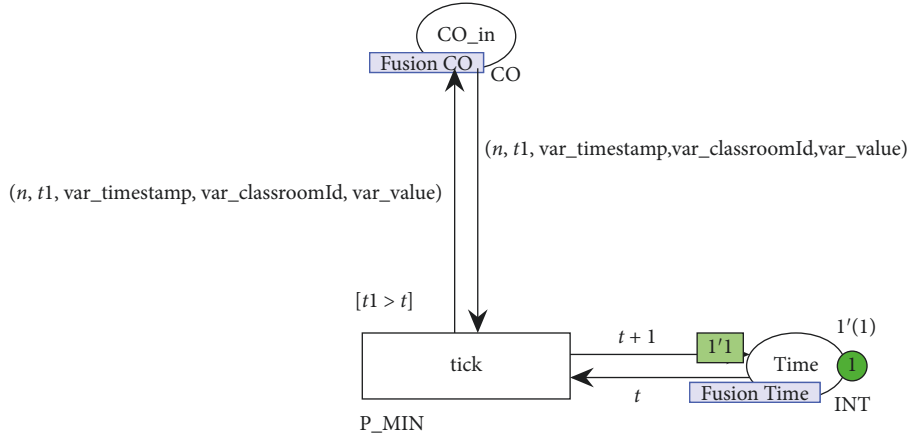 CO_in
Fusion CO
CO
(n, t1, var_timestamp,var_classroomId,var_value)
(n, t1, var_timestamp, var_classroomId, var_value)
[t1 > t]
1′(1)
t + 1
1′1
tick
Time
1
t
Fusion Time
INT
P_MIN